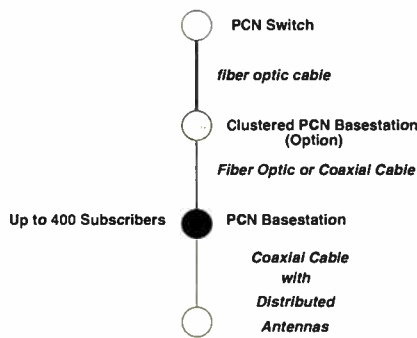 PCN Switch
fiber optic cable
Clustered PCN Basestation
(Option)
Fiber Optic or Coaxial Cable
Up to 400 Subscribers
PCN Basestation
Coaxial Cable
with
Distributed
Antennas